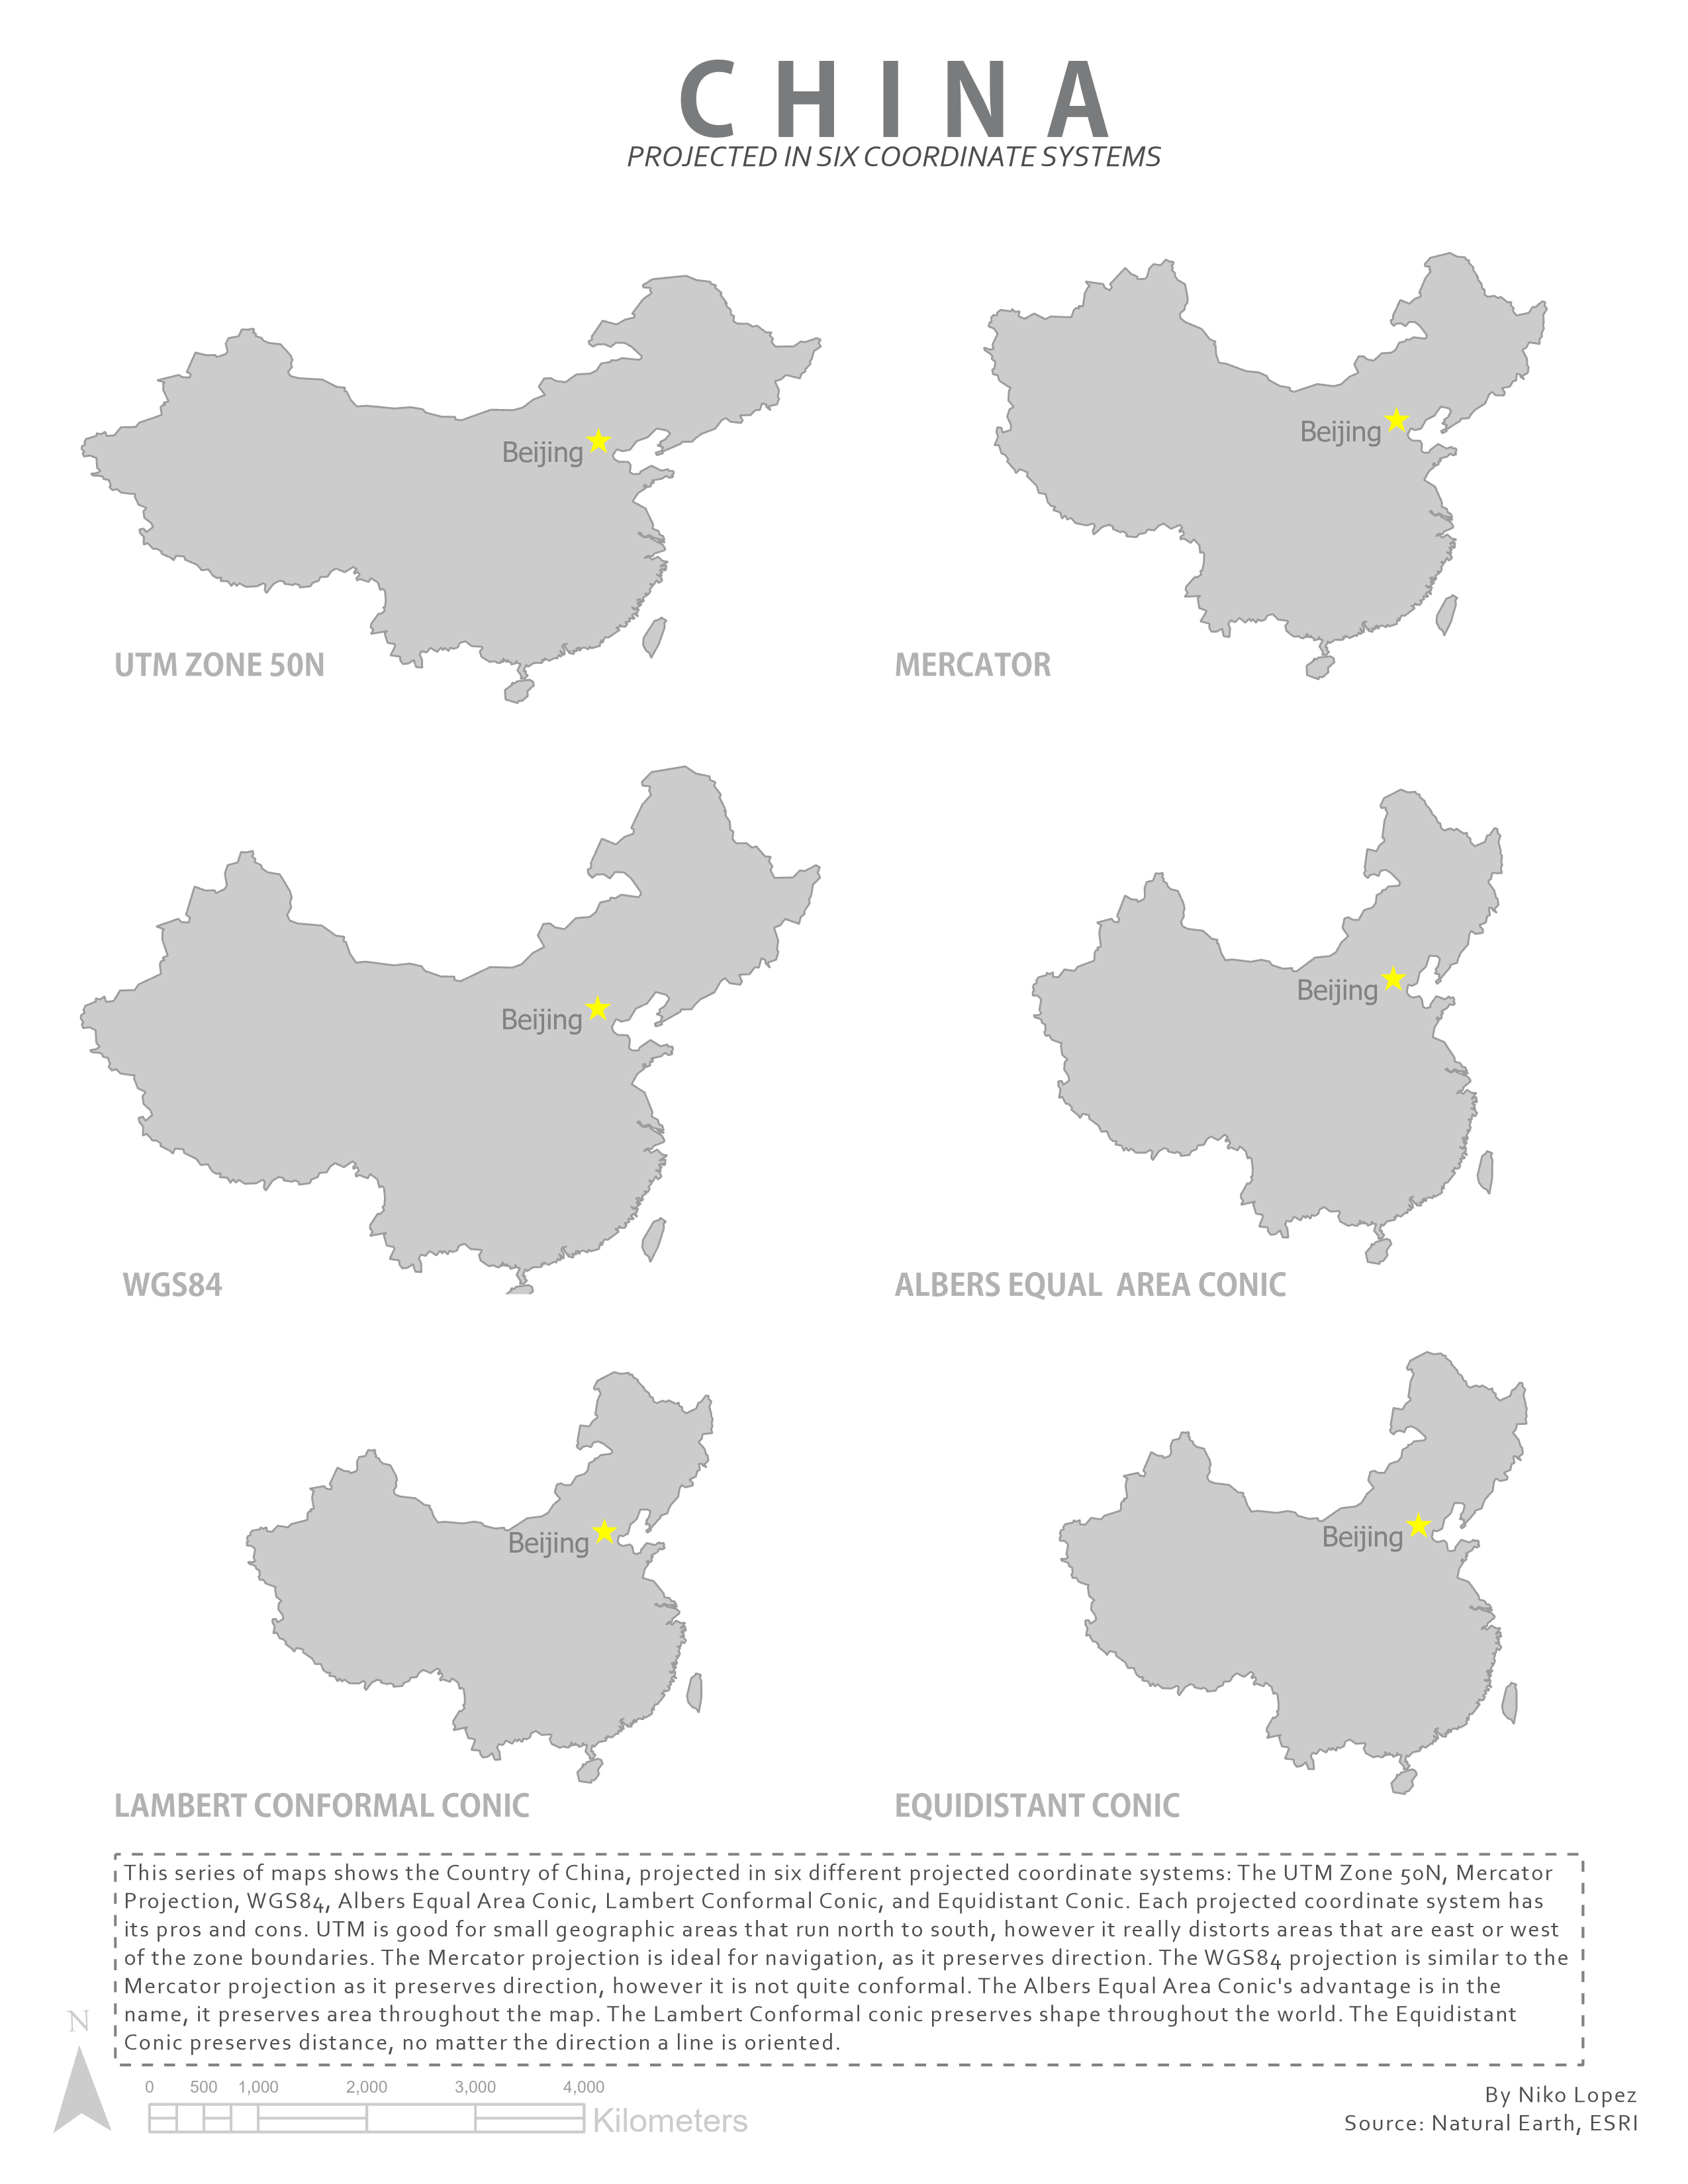 CHINA
PROJECTED IN SIX COORDINATE SYSTEMS
Beijing
Beijing
UTM ZONE 50N
MERCATOR
Beijing
Beijing
WGS84
ALBERS EQUAL AREA CONIC
Beijing
Beijing
LAMBERT CONFORMAL CONIC
EQUIDISTANT CONIC
This series of maps shows the Country of China, projected in six different projected coordinate systems: The UTM Zone 50N, Mercator
Projection, WGS84, Albers Equal Area Conic, Lambert Conformal Conic, and Equidistant Conic. Each projected coordinate system has
its pros and cons. UTM is good for small geographic areas that run north to south, however it really distorts areas that are east or west
of the zone boundaries. The Mercator projection is ideal for navigation, as it preserves direction. The WGS84 projection is similar to the
Mercator projection as it preserves direction, however it is not quite conformal. The Albers Equal Area Conic's advantage is in the
name, it preserves area throughout the map. The Lambert Conformal conic preserves shape throughout the world. The Equidistant
Conic preserves distance, no matter the direction a line is oriented.
N
0 500 1,000 2,000 3,000 4,000
Kilometers
By Niko Lopez
Source: Natural Earth, ESRI